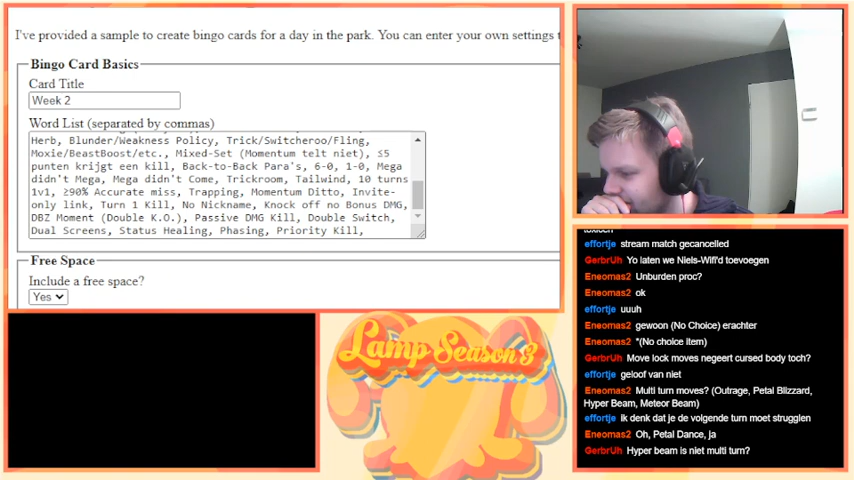 I've provided a sample to create bingo cards for a day in the park. You can enter your own settings t
Bingo Card Basics
Card Title
Week 2
Word List (separated by commas)
Herb, Blunder/Weakness Policy, Trick/Switcheroo/Fling,
Moxie/BeastBoost/etc., Mixed-Set (Momentum telt niet), ≤5
punten krijgt een kill, Back-to-Back Para's, 6-0, 1-0, Mega
didn't Mega, Mega didn't Come, Trickroom, Tailwind, 10 turns
1v1, ≥90% Accurate miss, Trapping, Momentum Ditto, Invite-
only link, Turn 1 Kill, No Nickname, Knock off no Bonus DMG,
DBZ Moment (Double K.O.), Passive DMG Kill, Double Switch,
Dual Screens, Status Healing, Phasing, Priority Kill,
Free Space
Include a free space?
Yes
Lamp Season 3
effortje stream match gecancelled
GerbrUh Yo laten we Niels-Wifi'd toevoegen
Eneomas2 Unburden proc?
Eneomas2 ok
effortje uuuh
Eneomas2 gewoon (No Choice) erachter
Eneomas2 *(No choice item)
GerbrUh Move lock moves negeert cursed body toch?
effortje geloof van niet
Eneomas2 Multi turn moves? (Outrage, Petal Blizzard,
Hyper Beam, Meteor Beam)
effortje ik denk dat je de volgende turn moet strugglen
Eneomas2 Oh, Petal Dance, ja
GerbrUh Hyper beam is niet multi turn?